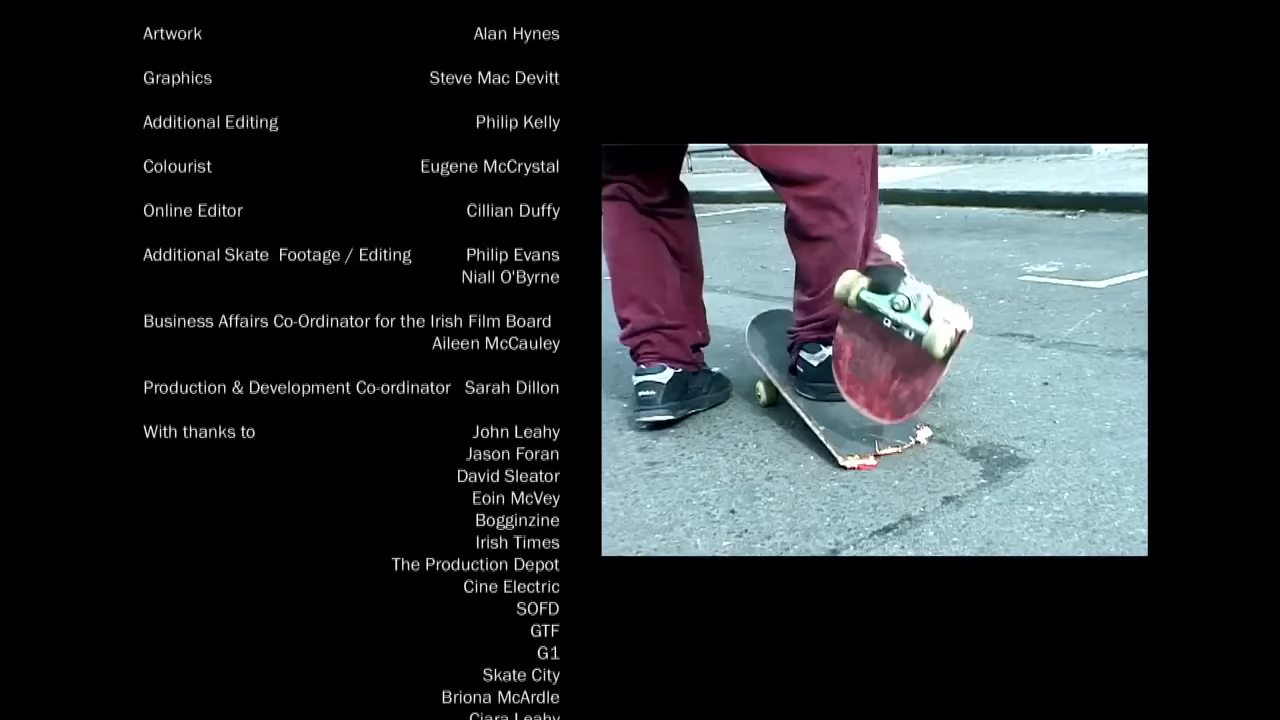 Artwork Alan Hynes
Graphics Steve Mac Devitt
Additional Editing Philip Kelly
Colourist Eugene McCrystal
Online Editor Cillian Duffy
Additional Skate Footage / Editing Philip Evans
Niall O'Byrne
Business Affairs Co-Ordinator for the Irish Film Board
Aileen McCauley
Production & Development Co-ordinator Sarah Dillon
With thanks to John Leahy
Jason Foran
David Sleator
Eoin McVey
Bogginzine
Irish Times
The Production Depot
Cine Electric
SOFD
GTF
G1
Skate City
Briona McArdle
Ciara Leahy